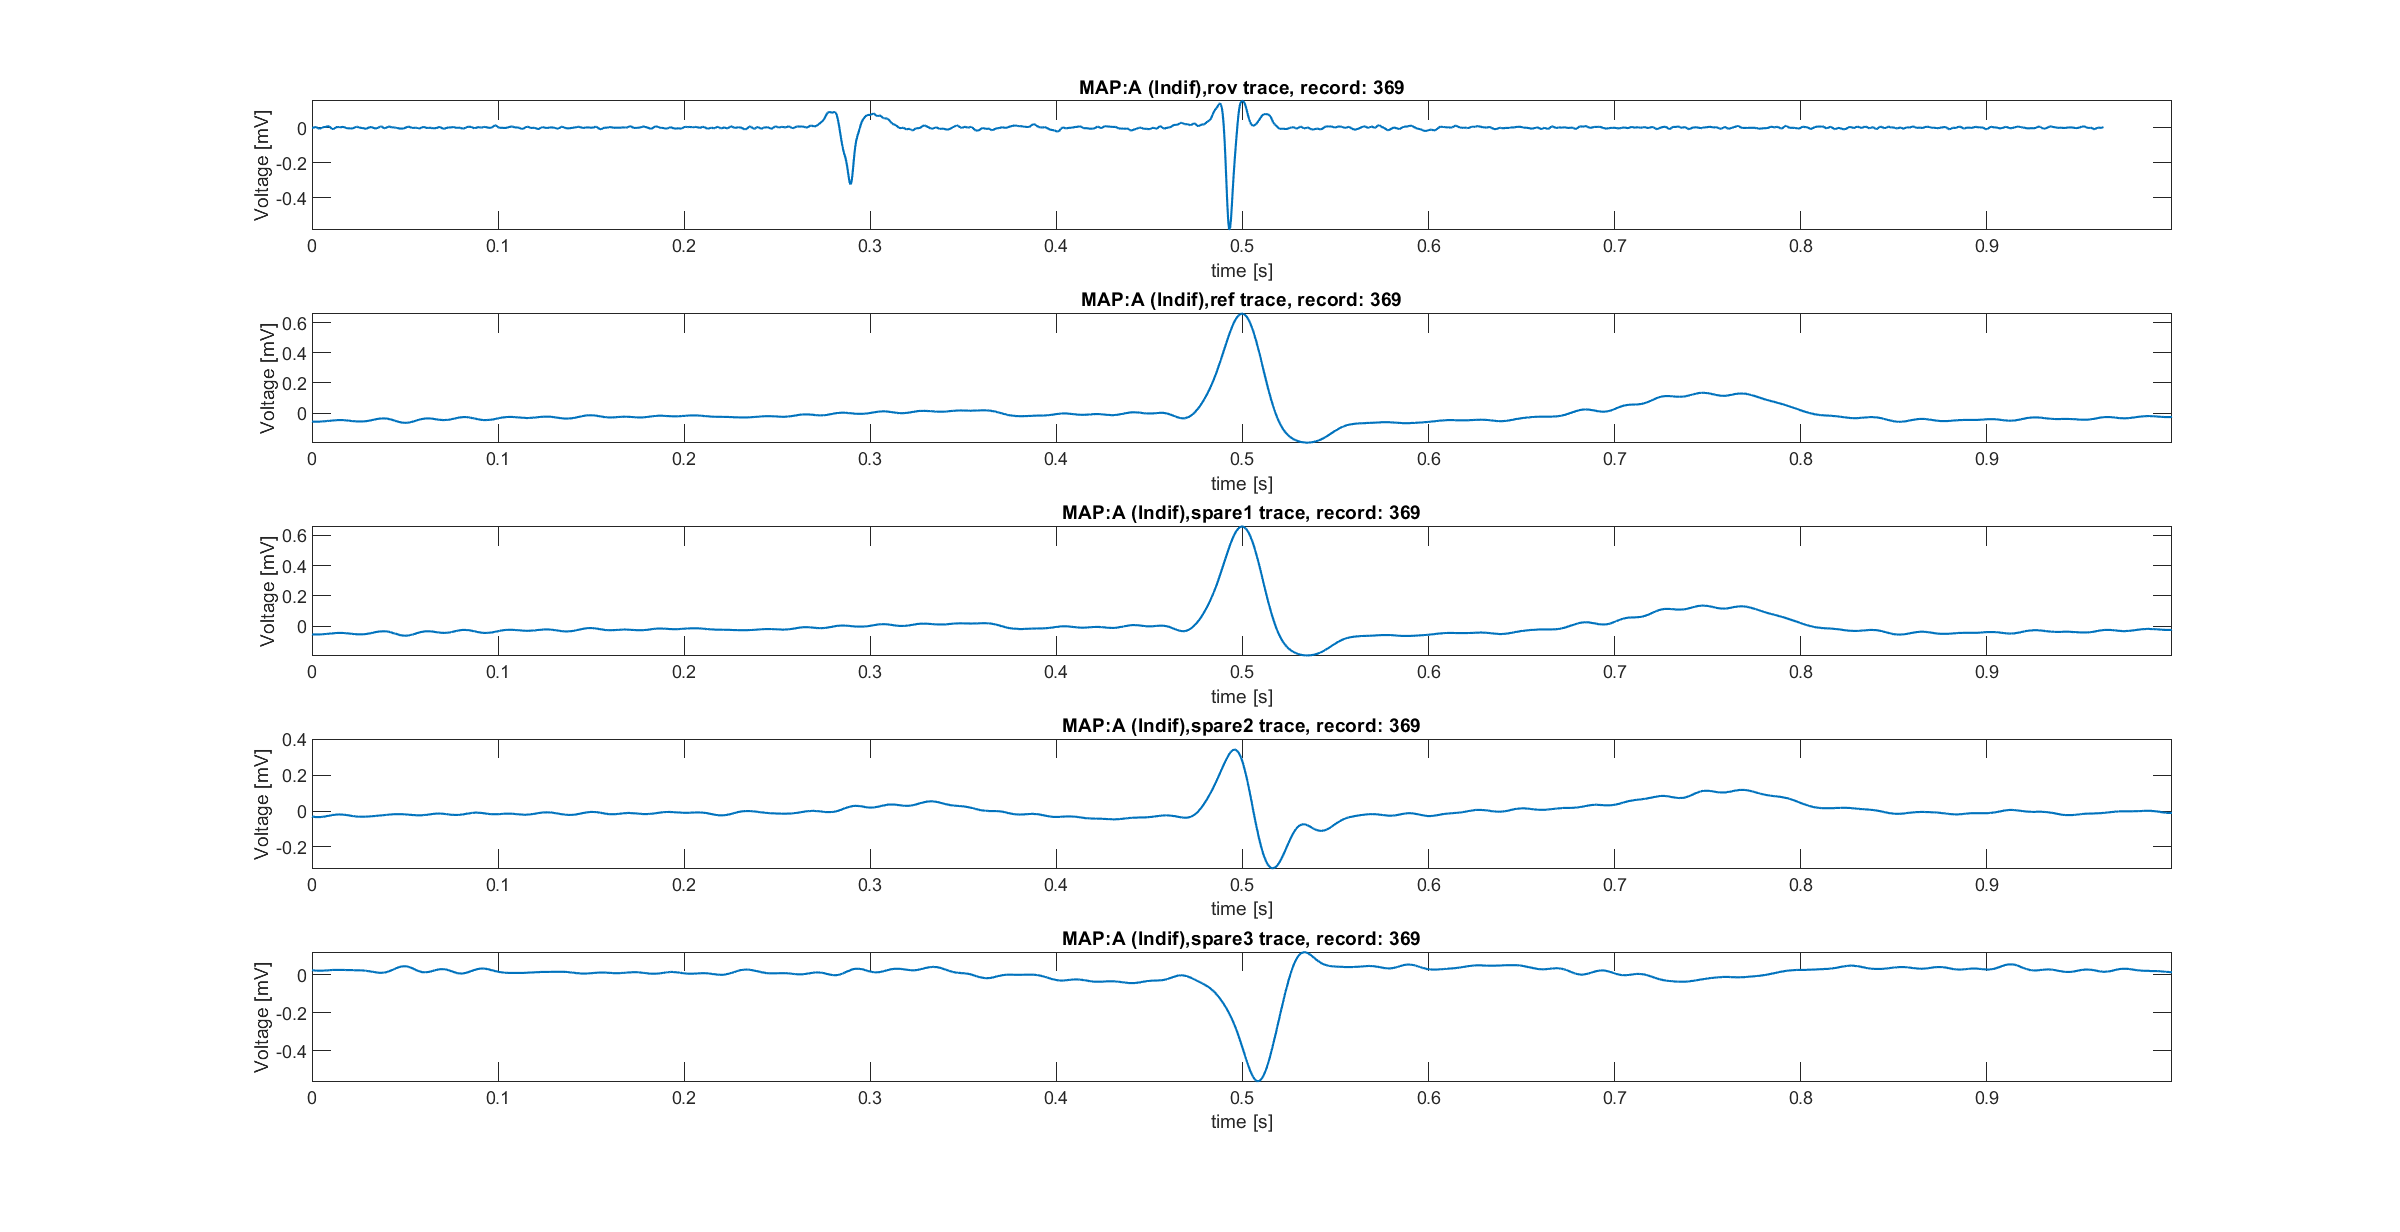 MAP:A (Indif),rov trace, record: 369
Voltage [mV]
0
-0.2
-0.4
0 0.1 0.2 0.3 0.4 0.5 0.6 0.7 0.8 0.9
time [s]
MAP:A (Indif),ref trace, record: 369
Voltage [mV]
0.6
0.4
0.2
0
0 0.1 0.2 0.3 0.4 0.5 0.6 0.7 0.8 0.9
time [s]
MAP:A (Indif),spare1 trace, record: 369
Voltage [mV]
0.6
0.4
0.2
0
0 0.1 0.2 0.3 0.4 0.5 0.6 0.7 0.8 0.9
time [s]
MAP:A (Indif),spare2 trace, record: 369
Voltage [mV]
0.4
0.2
0
-0.2
0 0.1 0.2 0.3 0.4 0.5 0.6 0.7 0.8 0.9
time [s]
MAP:A (Indif),spare3 trace, record: 369
Voltage [mV]
0
-0.2
-0.4
0 0.1 0.2 0.3 0.4 0.5 0.6 0.7 0.8 0.9
time [s]